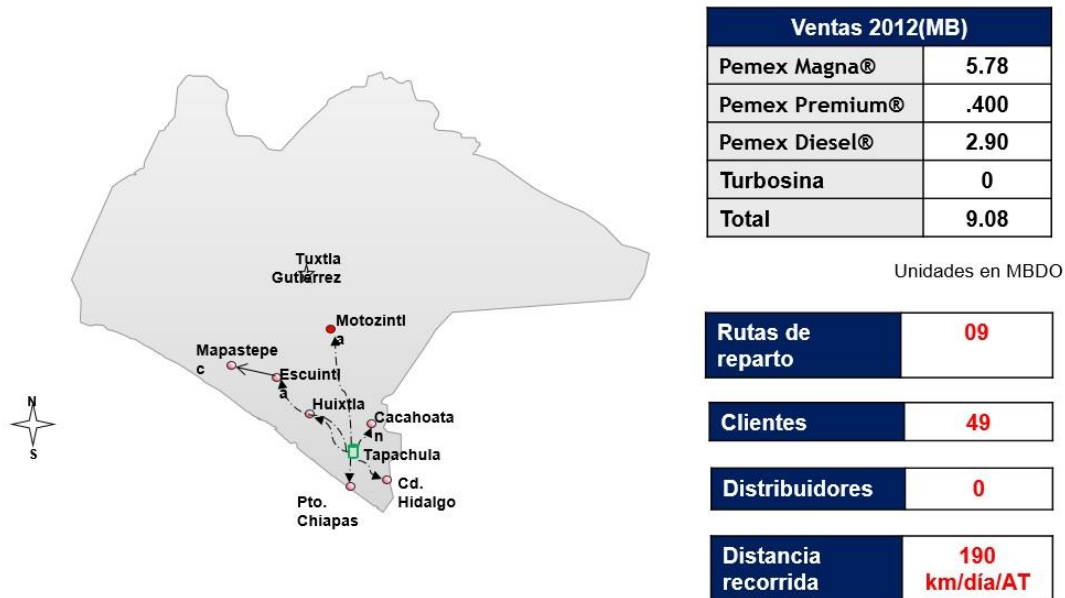 Tuxtla
Gutiérrez
Motozintl
a
Mapastepe
c
Escuintl
a
Huixtla
Cacahoata
n
Tapachula
Cd.
Hidalgo
Pto.
Chiapas
N
S
Ventas 2012(MB)
Pemex Magna® 5.78
Pemex Premium® .400
Pemex Diesel® 2.90
Turbosina 0
Total 9.08
Unidades en MBDO
Rutas de
reparto
09
Clientes 49
Distribuidores 0
Distancia
recorrida
190
km/día/AT